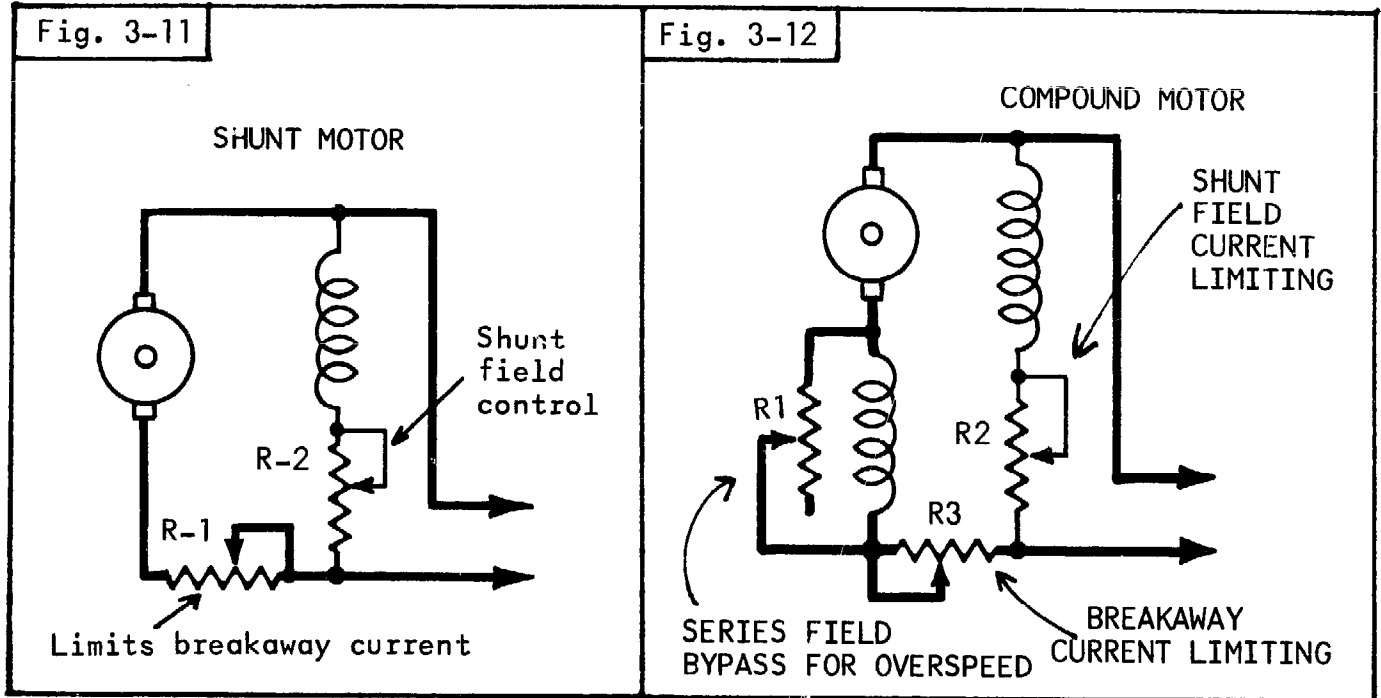 Fig. 3-11
SHUNT MOTOR
Shunt
field
control
R-2
R-1
Limits breakaway current
Fig. 3-12
COMPOUND MOTOR
SHUNT
FIELD
CURRENT
LIMITING
R1
R2
R3
SERIES FIELD
BYPASS FOR OVERSPEED
BREAKAWAY
CURRENT LIMITING